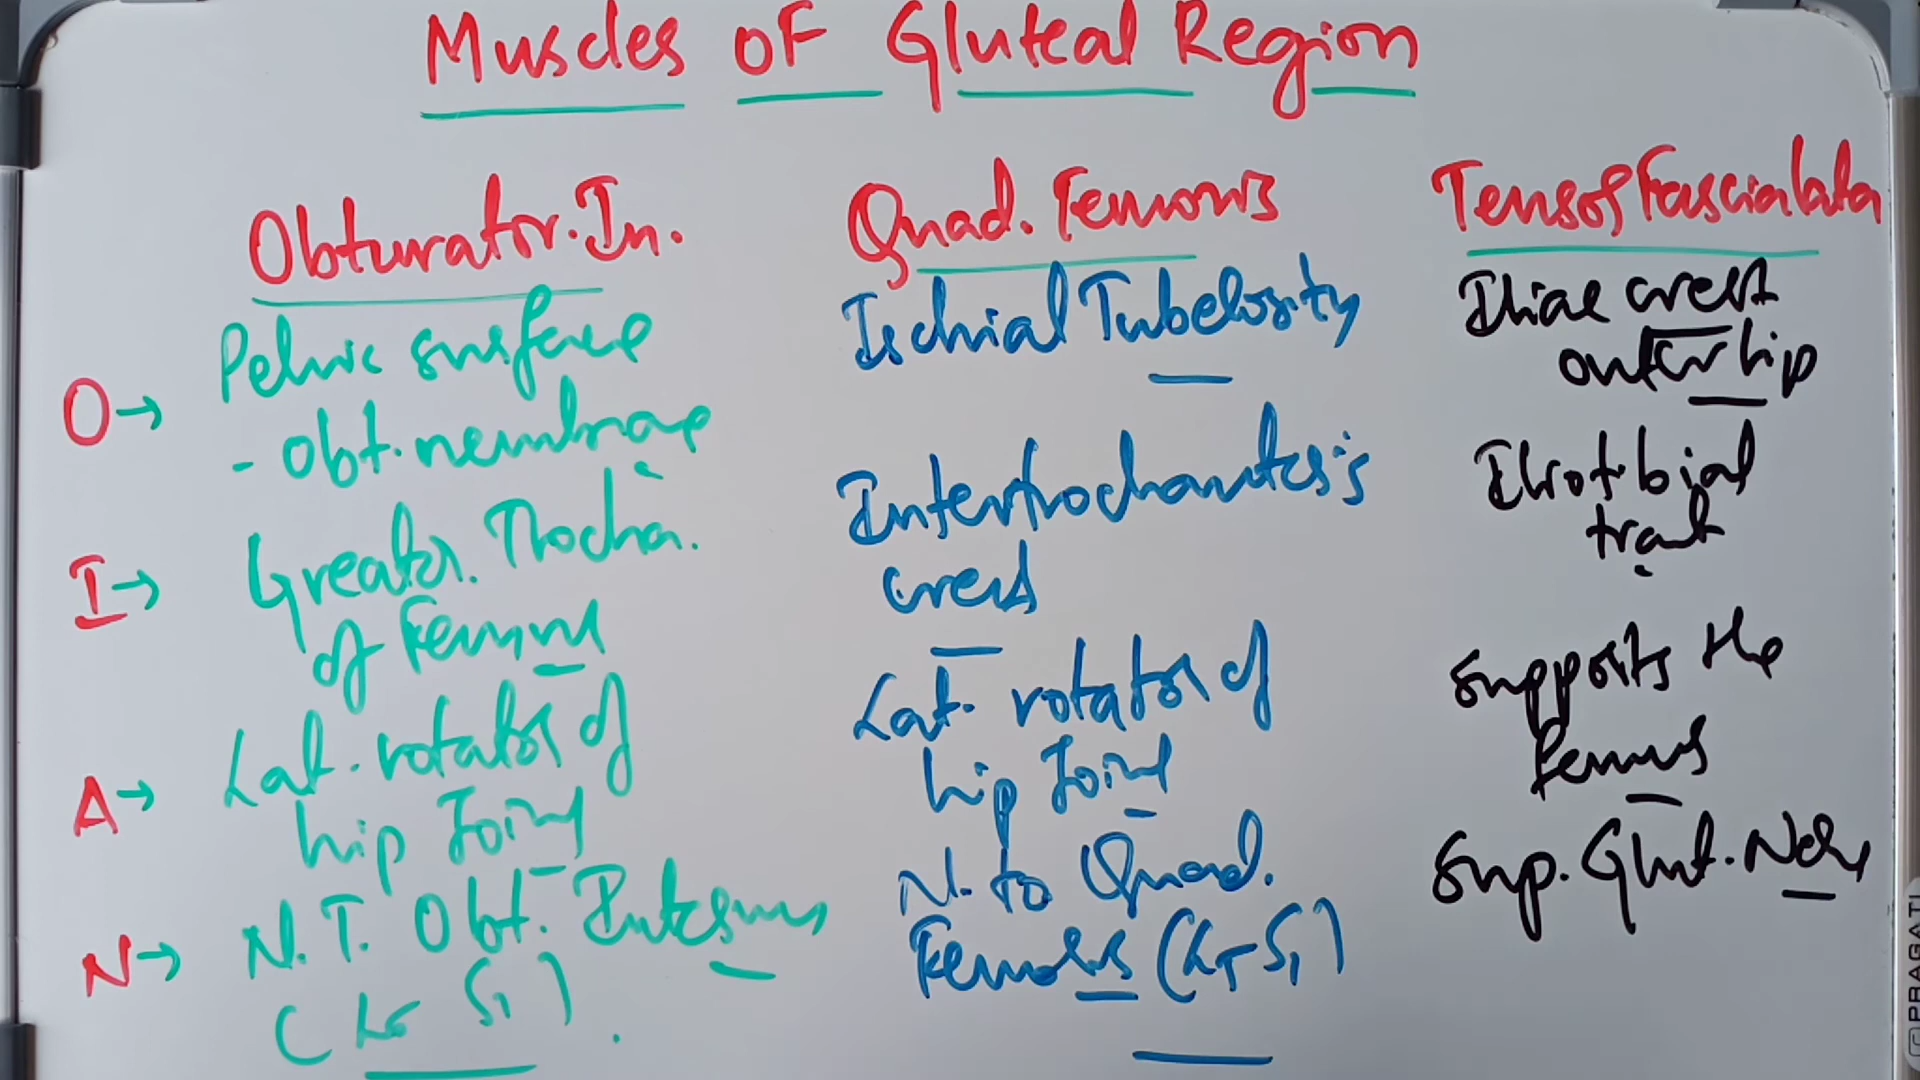 Muscles of Gluteal Region
Obturator.In.
Quad. Femoris
Tensor Fascia lata
O→
Pelvic surface
- Obt. membrane
Ischial Tuberosity
Iliac crest
outer lip
I→
Greator. Trocha.
of Femur
Intertrochanteric
crest
Iliotibial
tract
A→
Lat. rotator of
hip Joint
Lat. rotator of
hip Joint
Supports the
femur
N→
N. T. Obt. Internus
(L5 S1).
N. to Quad.
Femoris (L5 S1)
Sup. Glut. Nerve
PRAGATI